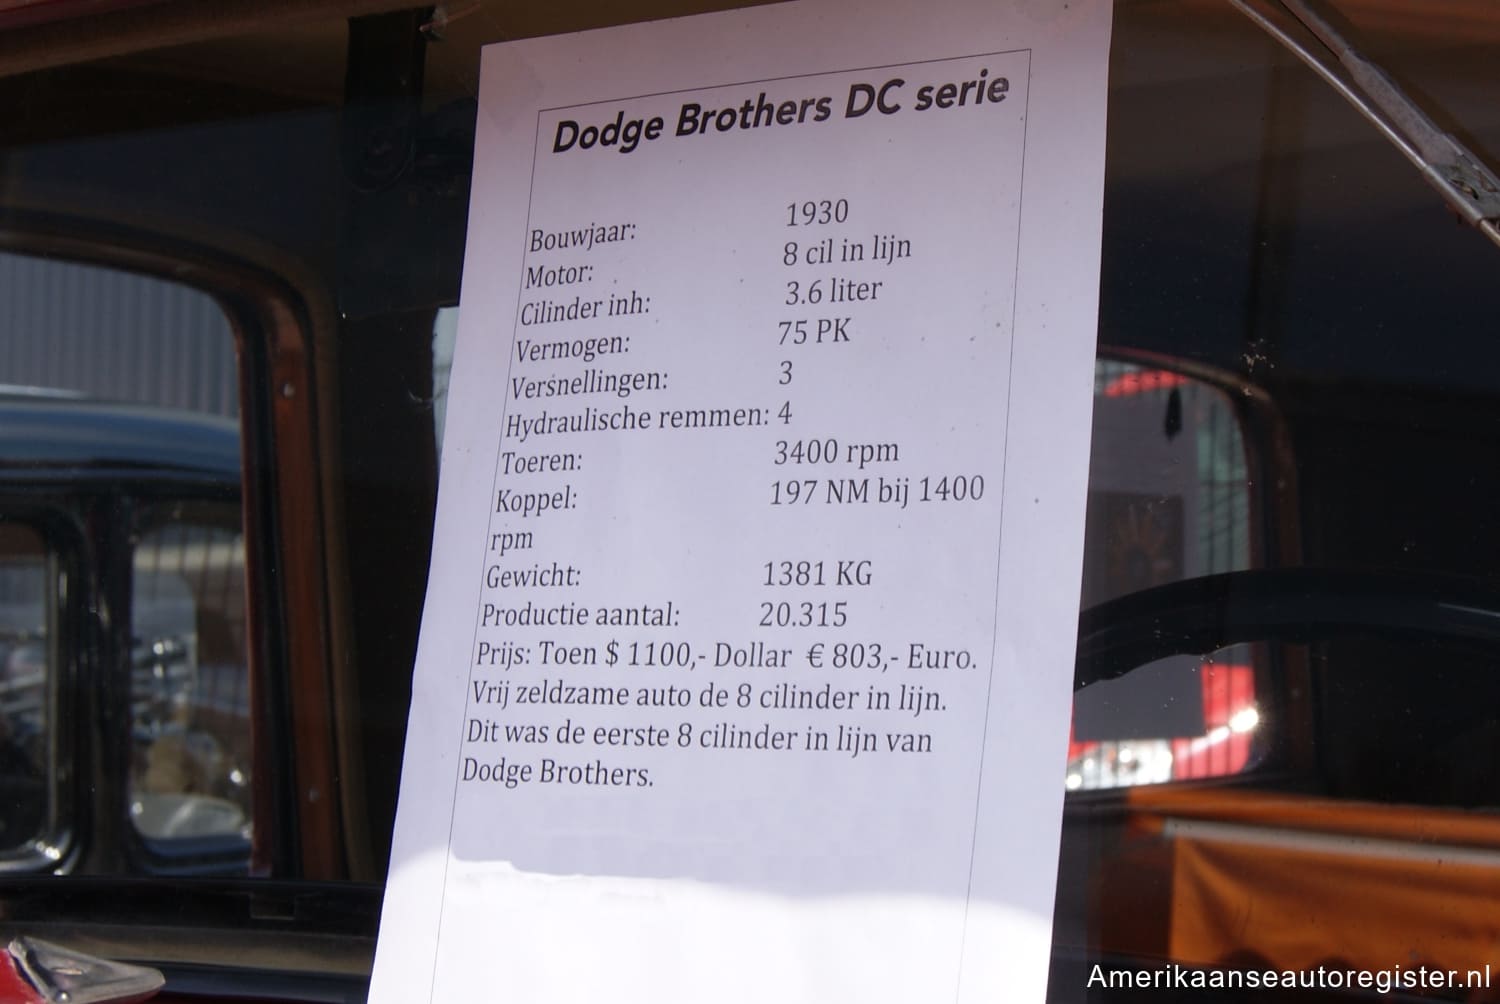 Dodge Brothers DC serie
Bouwjaar: 1930
Motor: 8 cil in lijn
Cilinder inh: 3.6 liter
Vermogen: 75 PK
Versnellingen: 3
Hydraulische remmen: 4
Toeren: 3400 rpm
Koppel: 197 NM bij 1400
rpm
Gewicht: 1381 KG
Productie aantal: 20.315
Prijs: Toen $ 1100,- Dollar € 803,- Euro.
Vrij zeldzame auto de 8 cilinder in lijn.
Dit was de eerste 8 cilinder in lijn van
Dodge Brothers.
Amerikaanseautoregister.nl